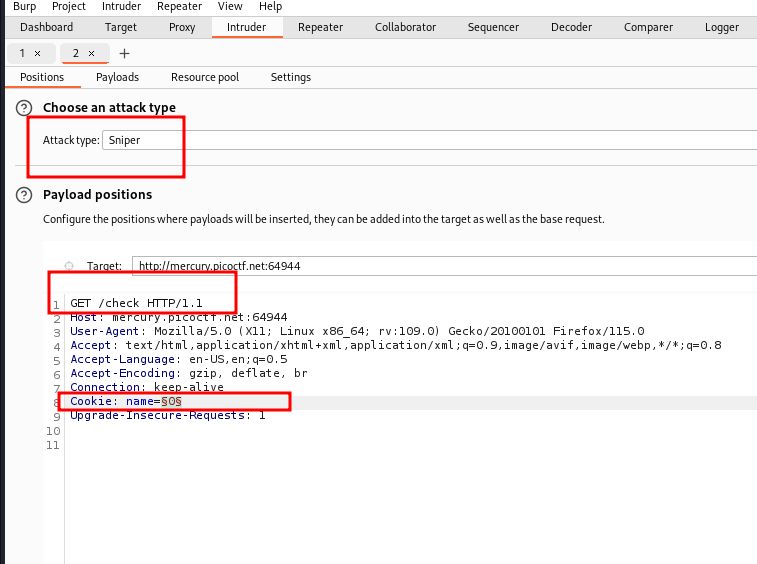 Burp Project Intruder Repeater View Help
Dashboard Target Proxy Intruder Repeater Collaborator Sequencer Decoder Comparer Logger
1 × 2 × +
Positions Payloads Resource pool Settings
? Choose an attack type
Attack type: Sniper
? Payload positions
Configure the positions where payloads will be inserted, they can be added into the target as well as the base request.
Target: http://mercury.picoctf.net:64944
1 GET /check HTTP/1.1
2 Host: mercury.picoctf.net:64944
3 User-Agent: Mozilla/5.0 (X11; Linux x86_64; rv:109.0) Gecko/20100101 Firefox/115.0
4 Accept: text/html,application/xhtml+xml,application/xml;q=0.9,image/avif,image/webp,*/*;q=0.8
5 Accept-Language: en-US,en;q=0.5
6 Accept-Encoding: gzip, deflate, br
7 Connection: keep-alive
8 Cookie: name=§0§
9 Upgrade-Insecure-Requests: 1
10
11